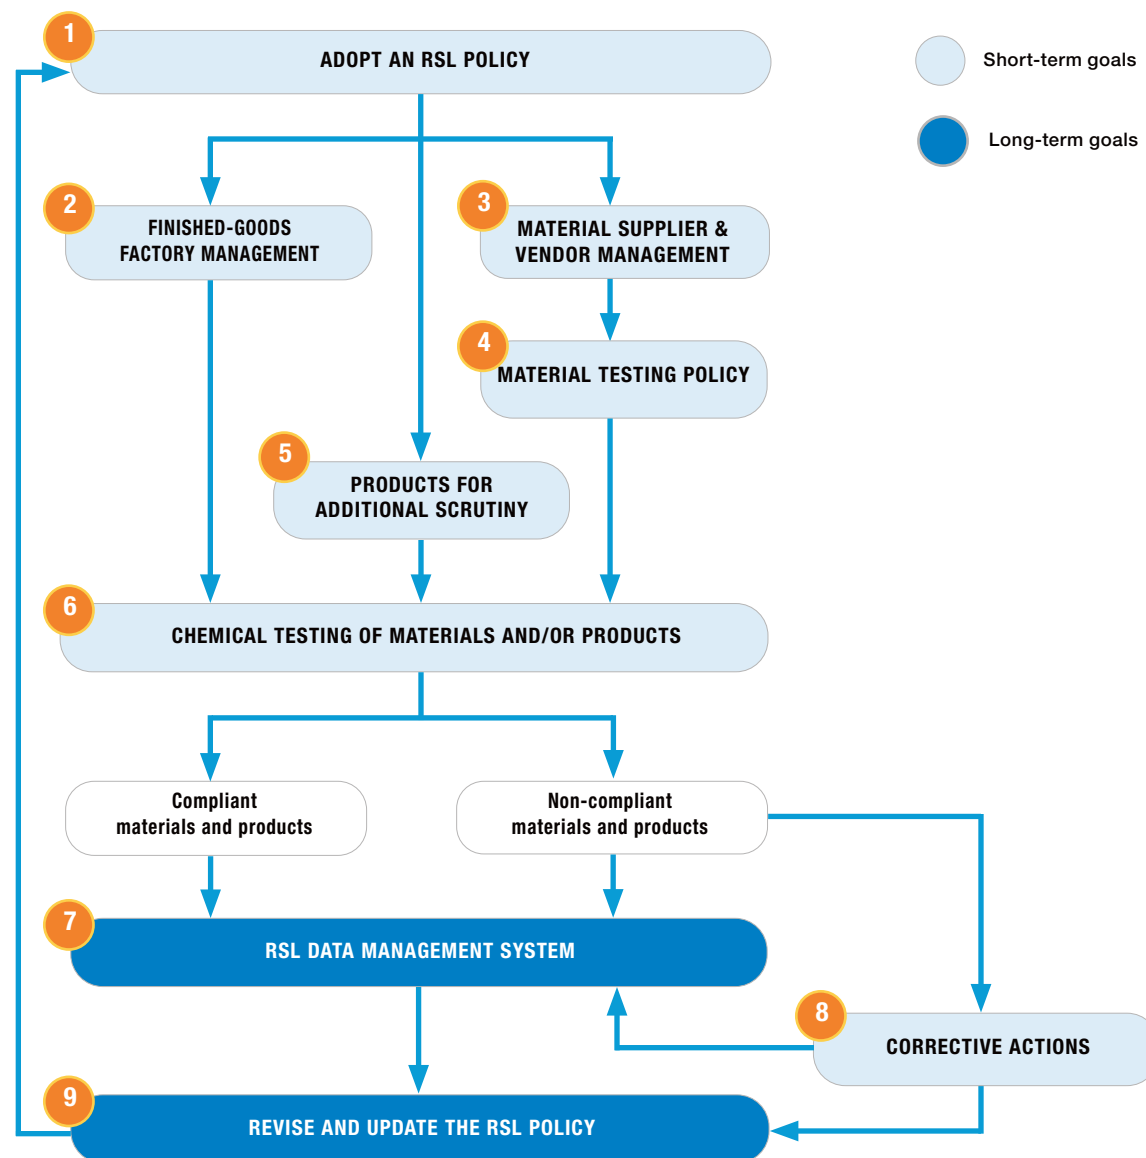 1
ADOPT AN RSL POLICY
Short-term goals
Long-term goals
2
FINISHED-GOODS
FACTORY MANAGEMENT
3
MATERIAL SUPPLIER &
VENDOR MANAGEMENT
4
MATERIAL TESTING POLICY
5
PRODUCTS FOR
ADDITIONAL SCRUTINY
6
CHEMICAL TESTING OF MATERIALS AND/OR PRODUCTS
Compliant
materials and products
Non-compliant
materials and products
7
RSL DATA MANAGEMENT SYSTEM
8
CORRECTIVE ACTIONS
9
REVISE AND UPDATE THE RSL POLICY